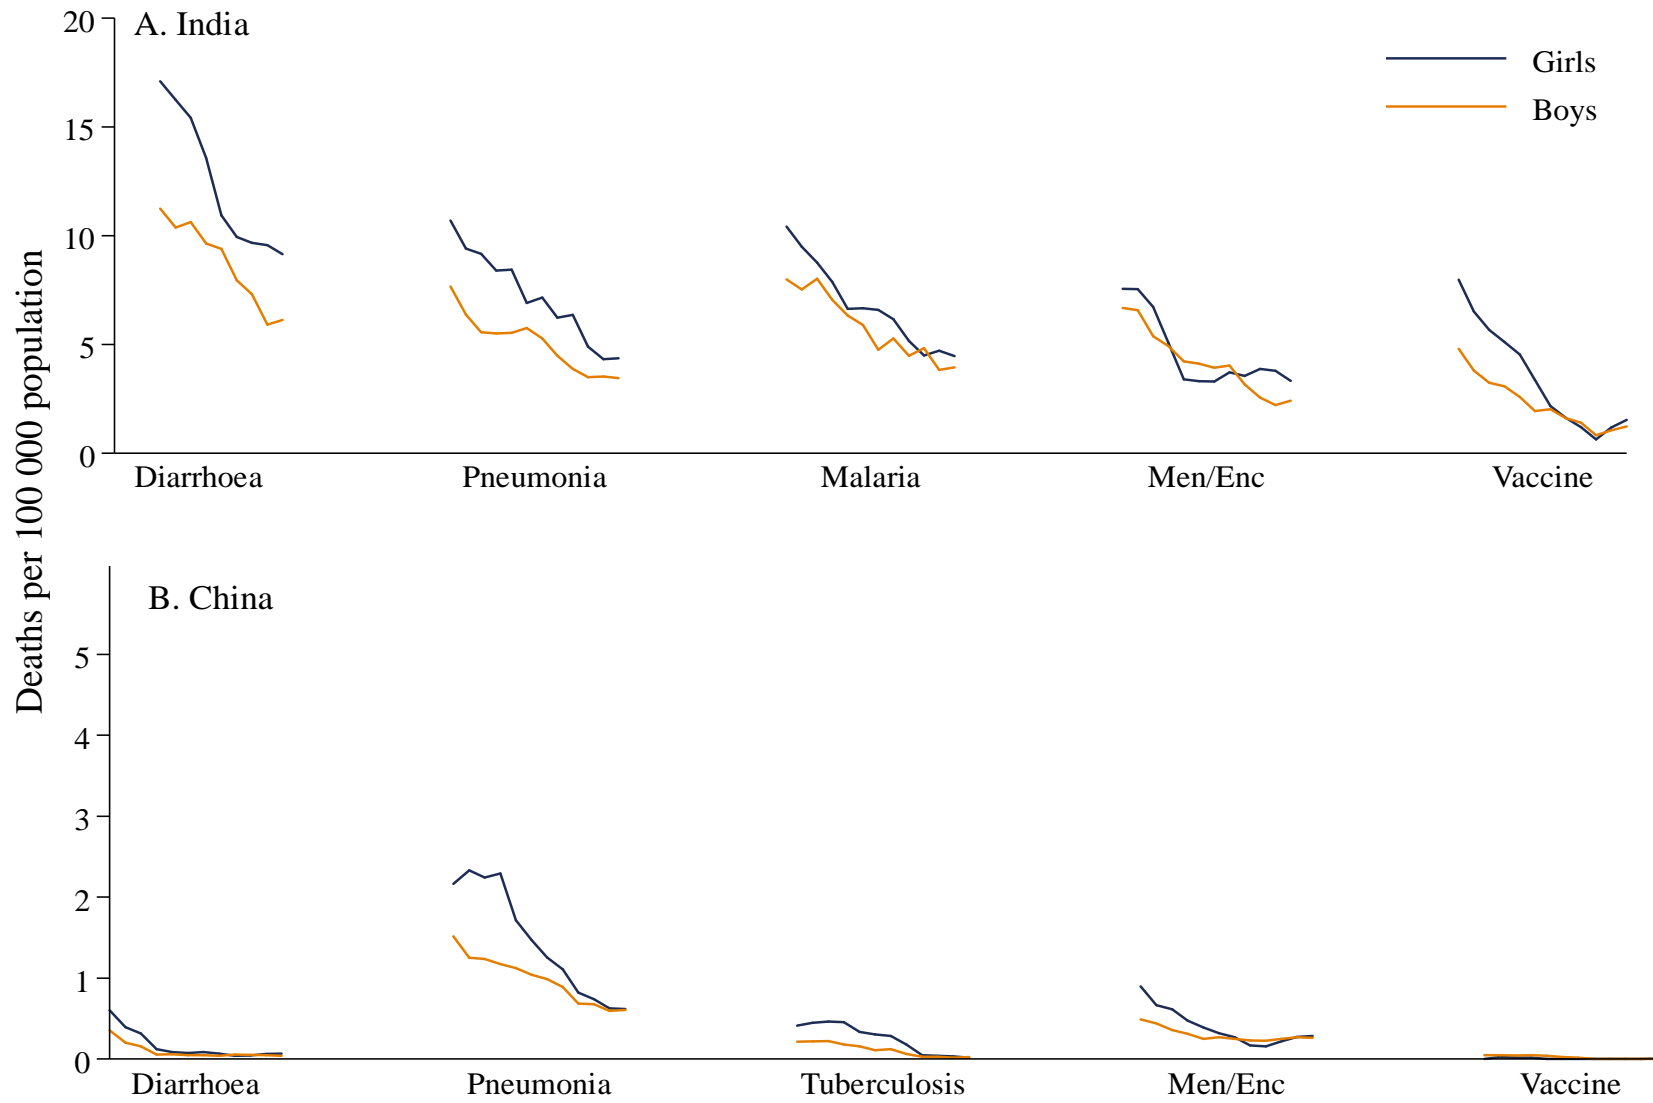 A. India
Girls
Boys
20
15
10
5
0
Diarrhoea Pneumonia Malaria Men/Enc Vaccine
Deaths per 100 000 population
B. China
5
4
3
2
1
0
Diarrhoea Pneumonia Tuberculosis Men/Enc Vaccine